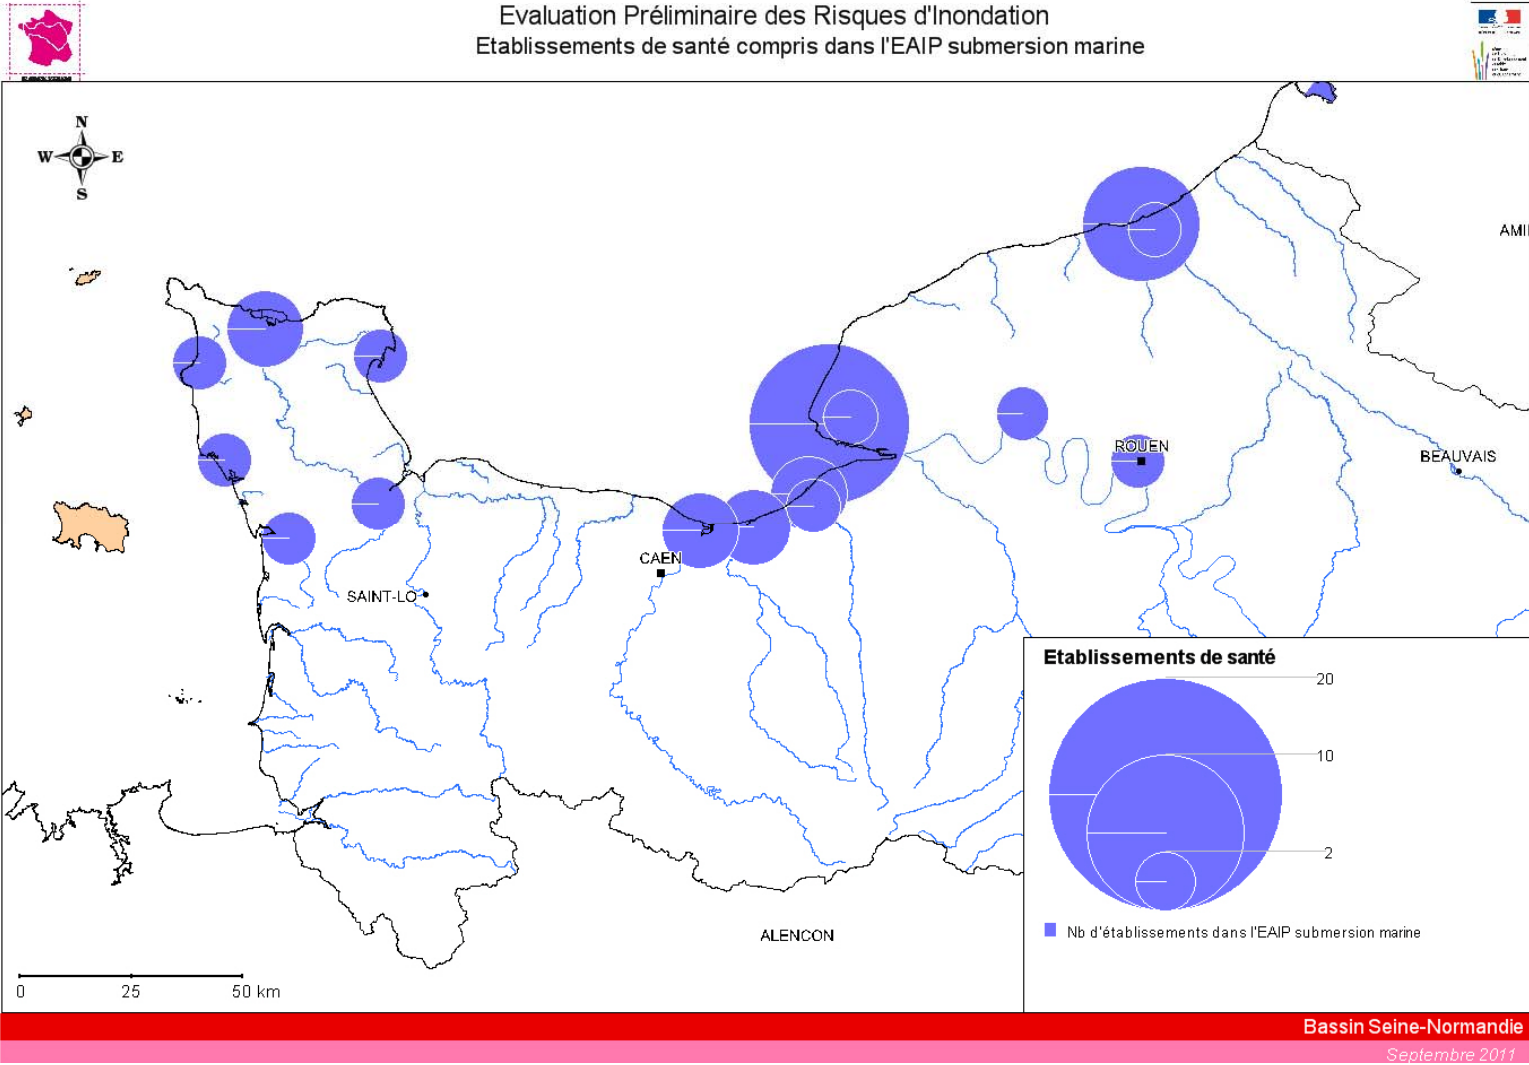 Evaluation Préliminaire des Risques d'Inondation
Etablissements de santé compris dans l'EAIP submersion marine
N
W E
S
AMI
ROUEN
BEAUVAIS
CAEN
SAINT-LO
ALENCON
Etablissements de santé
20
10
2
Nb d'établissements dans l'EAIP submersion marine
0 25 50 km
Bassin Seine-Normandie
Septembre 2011